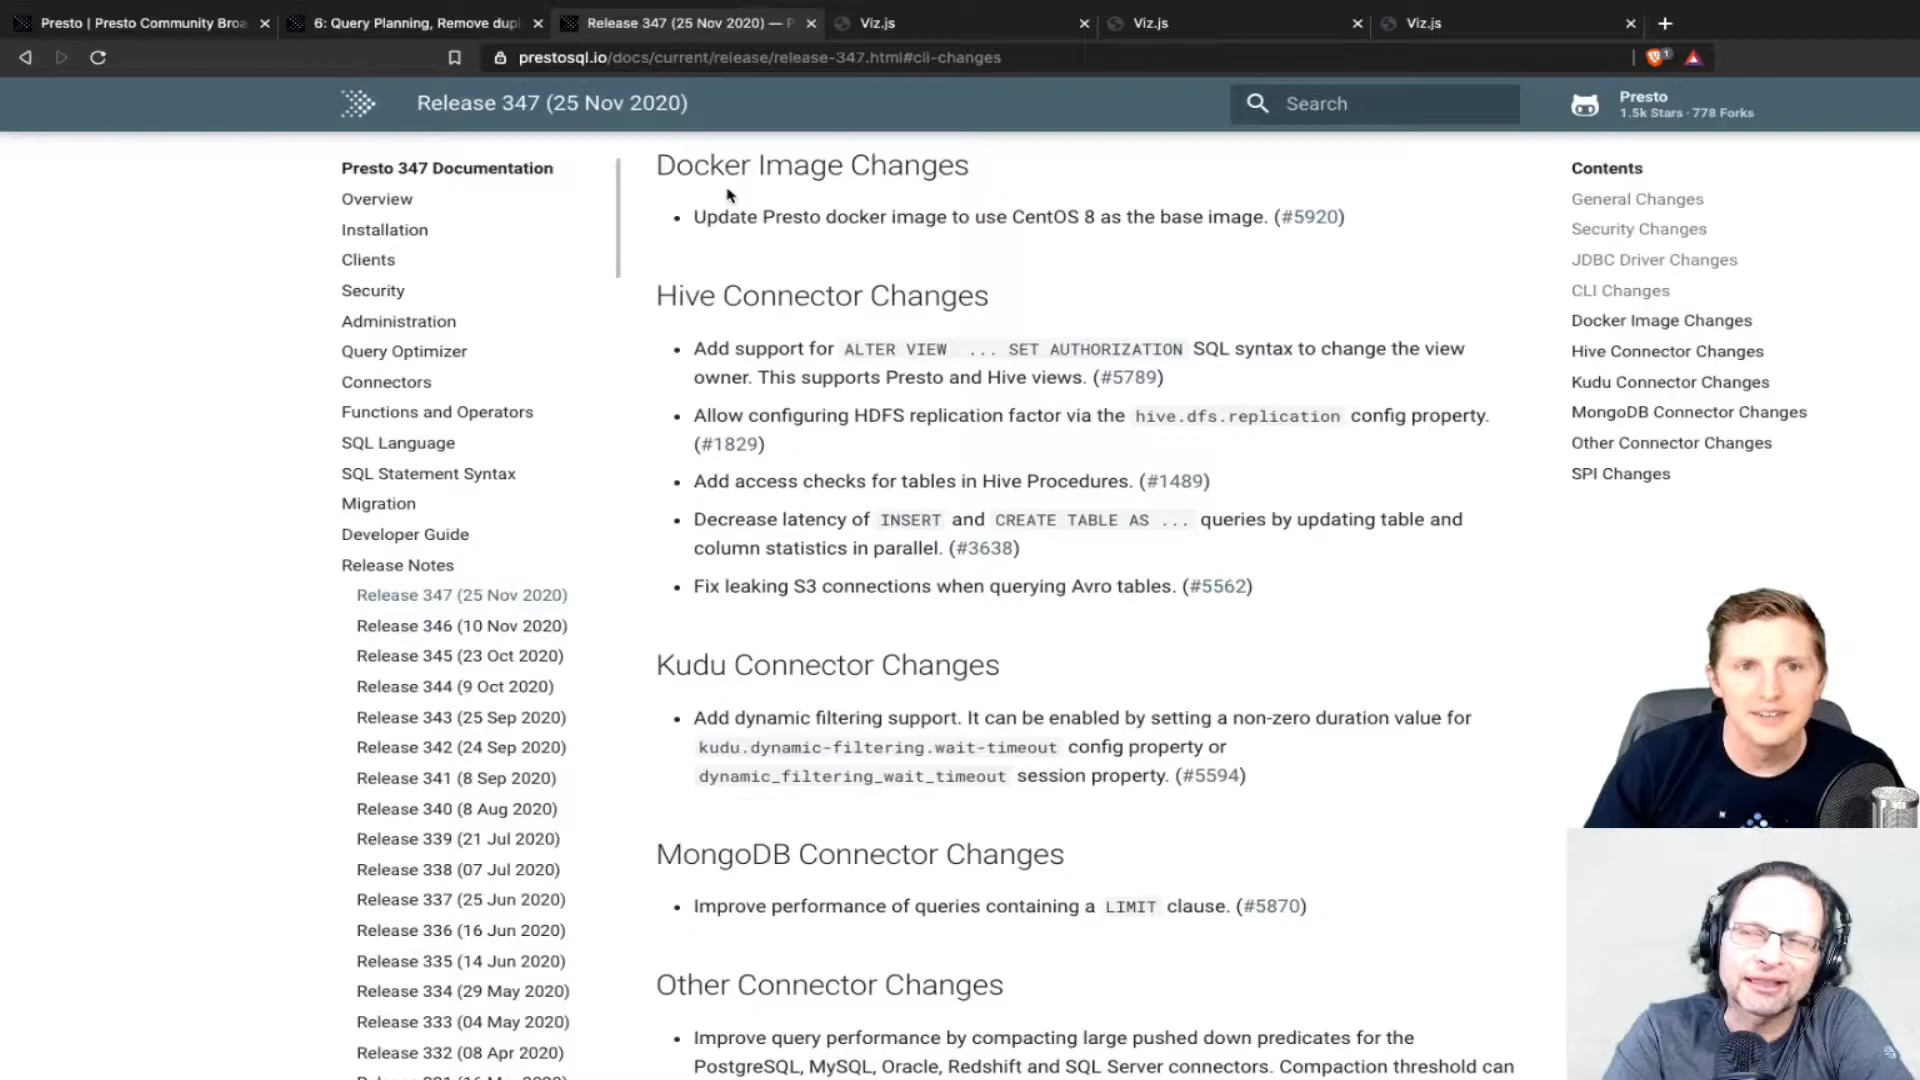 Presto | Presto Community Broa
6: Query Planning, Remove dupl
Release 347 (25 Nov 2020) — P
Viz.js
Viz.js
Viz.js
prestosql.io/docs/current/release/release-347.html#cli-changes
1
Release 347 (25 Nov 2020)
Search
Presto
1.5k Stars · 778 Forks
Presto 347 Documentation
Overview
Installation
Clients
Security
Administration
Query Optimizer
Connectors
Functions and Operators
SQL Language
SQL Statement Syntax
Migration
Developer Guide
Release Notes
Release 347 (25 Nov 2020)
Release 346 (10 Nov 2020)
Release 345 (23 Oct 2020)
Release 344 (9 Oct 2020)
Release 343 (25 Sep 2020)
Release 342 (24 Sep 2020)
Release 341 (8 Sep 2020)
Release 340 (8 Aug 2020)
Release 339 (21 Jul 2020)
Release 338 (07 Jul 2020)
Release 337 (25 Jun 2020)
Release 336 (16 Jun 2020)
Release 335 (14 Jun 2020)
Release 334 (29 May 2020)
Release 333 (04 May 2020)
Release 332 (08 Apr 2020)
Docker Image Changes
• Update Presto docker image to use CentOS 8 as the base image. (#5920)
Hive Connector Changes
• Add support for ALTER VIEW ... SET AUTHORIZATION SQL syntax to change the view
owner. This supports Presto and Hive views. (#5789)
• Allow configuring HDFS replication factor via the hive.dfs.replication config property.
(#1829)
• Add access checks for tables in Hive Procedures. (#1489)
• Decrease latency of INSERT and CREATE TABLE AS ... queries by updating table and
column statistics in parallel. (#3638)
• Fix leaking S3 connections when querying Avro tables. (#5562)
Kudu Connector Changes
• Add dynamic filtering support. It can be enabled by setting a non-zero duration value for
kudu.dynamic-filtering.wait-timeout config property or
dynamic_filtering_wait_timeout session property. (#5594)
MongoDB Connector Changes
• Improve performance of queries containing a LIMIT clause. (#5870)
Other Connector Changes
• Improve query performance by compacting large pushed down predicates for the
PostgreSQL, MySQL, Oracle, Redshift and SQL Server connectors. Compaction threshold can
Contents
General Changes
Security Changes
JDBC Driver Changes
CLI Changes
Docker Image Changes
Hive Connector Changes
Kudu Connector Changes
MongoDB Connector Changes
Other Connector Changes
SPI Changes